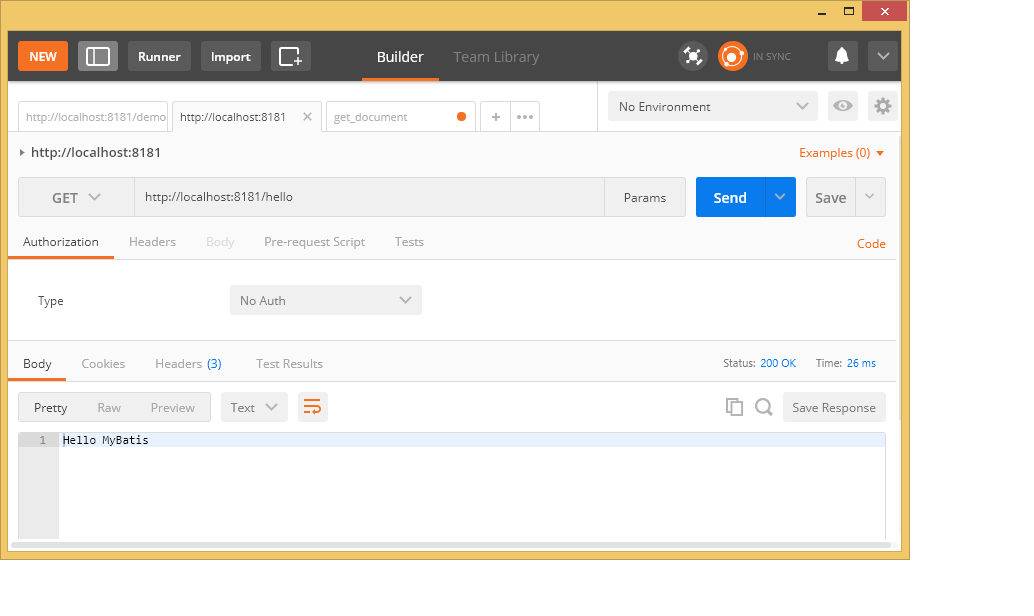 NEW Runner Import Builder Team Library IN SYNC
http://localhost:8181/demo http://localhost:8181 get_document No Environment
http://localhost:8181 Examples (0)
GET http://localhost:8181/hello Params Send Save
Authorization Headers Body Pre-request Script Tests Code
Type No Auth
Body Cookies Headers (3) Test Results Status: 200 OK Time: 26 ms
Pretty Raw Preview Text Save Response
1 Hello MyBatis